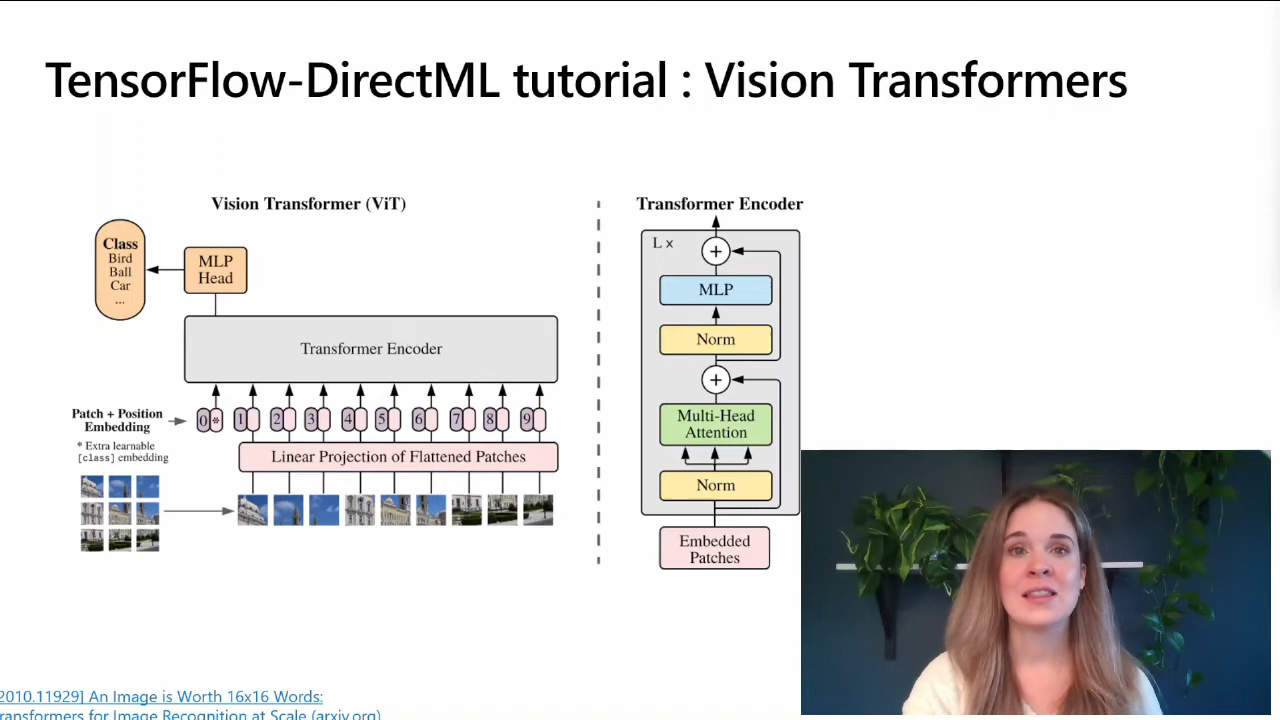 TensorFlow-DirectML tutorial : Vision Transformers
Vision Transformer (ViT)
Class
Bird
Ball
Car
...
MLP
Head
Transformer Encoder
Patch + Position
Embedding
* Extra learnable
[class] embedding
0 *
1
2
3
4
5
6
7
8
9
Linear Projection of Flattened Patches
Transformer Encoder
L x
+
MLP
Norm
+
Multi-Head
Attention
Norm
Embedded
Patches
2010.11929] An Image is Worth 16x16 Words:
ransformers for Image Recognition at Scale (arxiv.org)